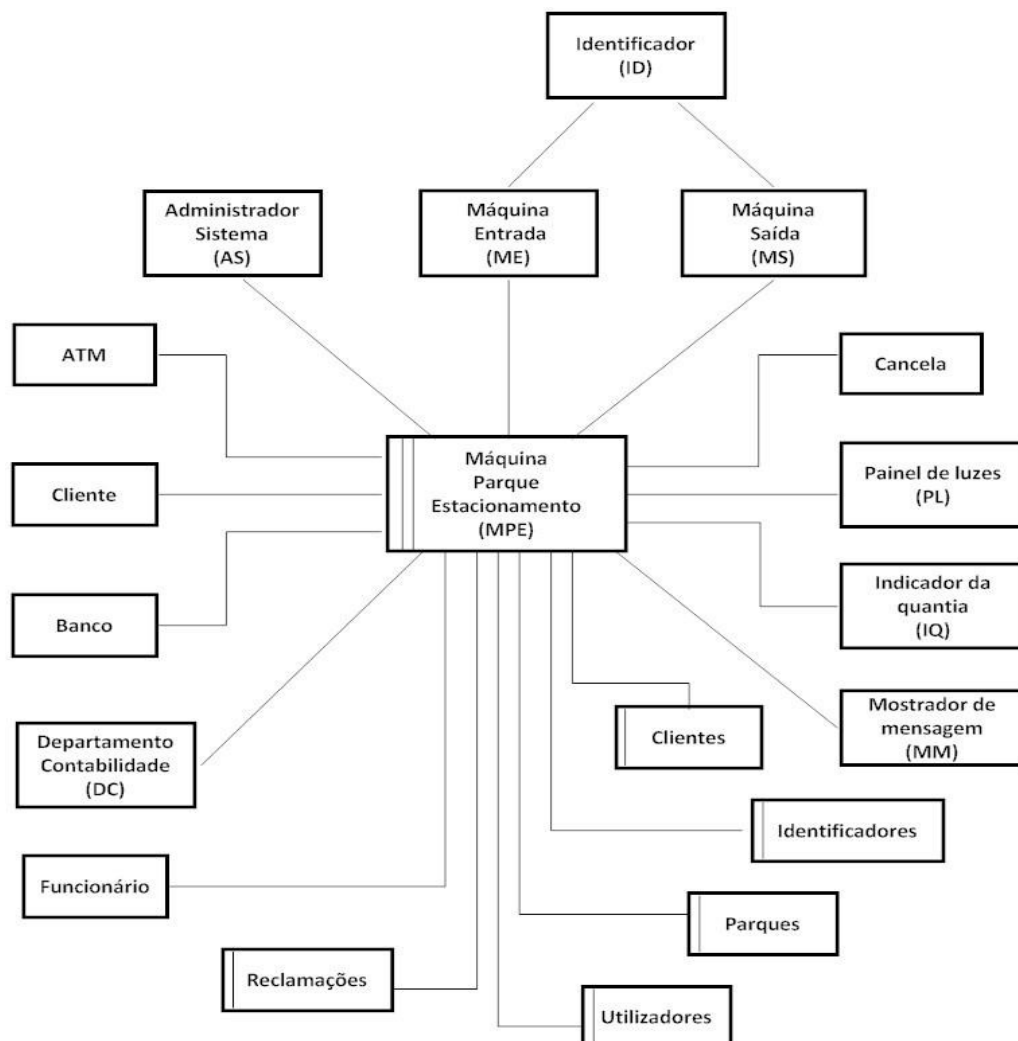 Identificador
(ID)
Administrador
Sistema
(AS)
Máquina
Entrada
(ME)
Máquina
Saída
(MS)
ATM
Cancela
Máquina
Parque
Estacionamento
(MPE)
Cliente
Painel de luzes
(PL)
Banco
Indicador da
quantia
(IQ)
Departamento
Contabilidade
(DC)
Clientes
Mostrador de
mensagem
(MM)
Identificadores
Funcionário
Parques
Reclamações
Utilizadores